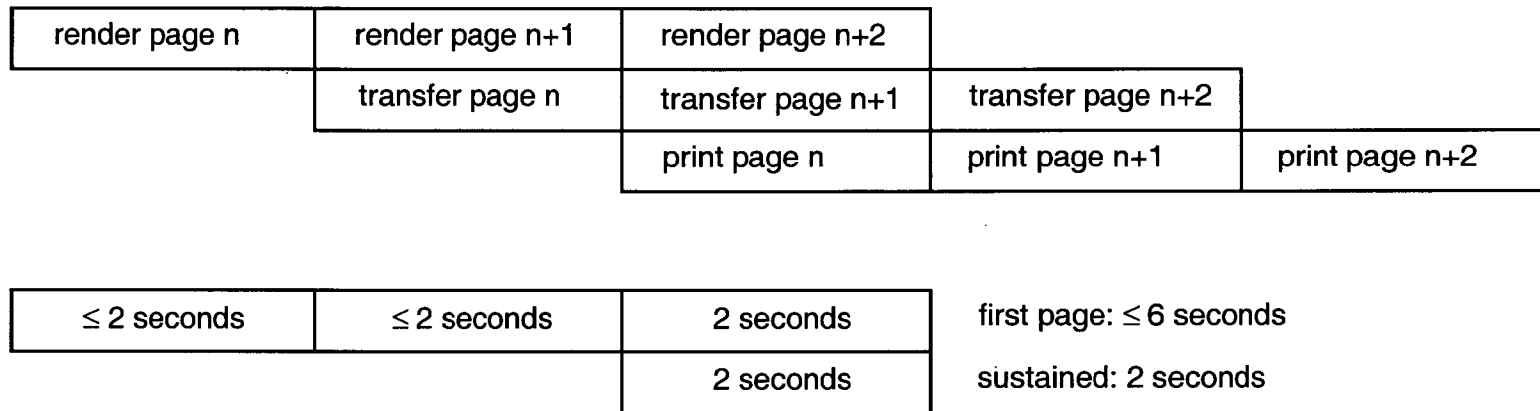 render page n render page n+1 render page n+2
transfer page n transfer page n+1 transfer page n+2
print page n print page n+1 print page n+2
≤ 2 seconds ≤ 2 seconds 2 seconds first page: ≤ 6 seconds
2 seconds sustained: 2 seconds